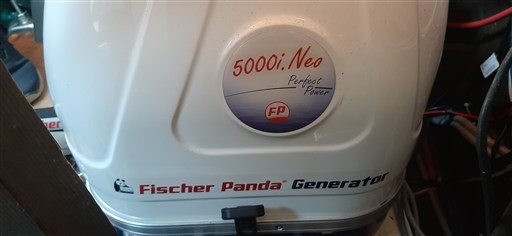 5000i.Neo
Perfect
Power
FP
Fischer Panda® Generator